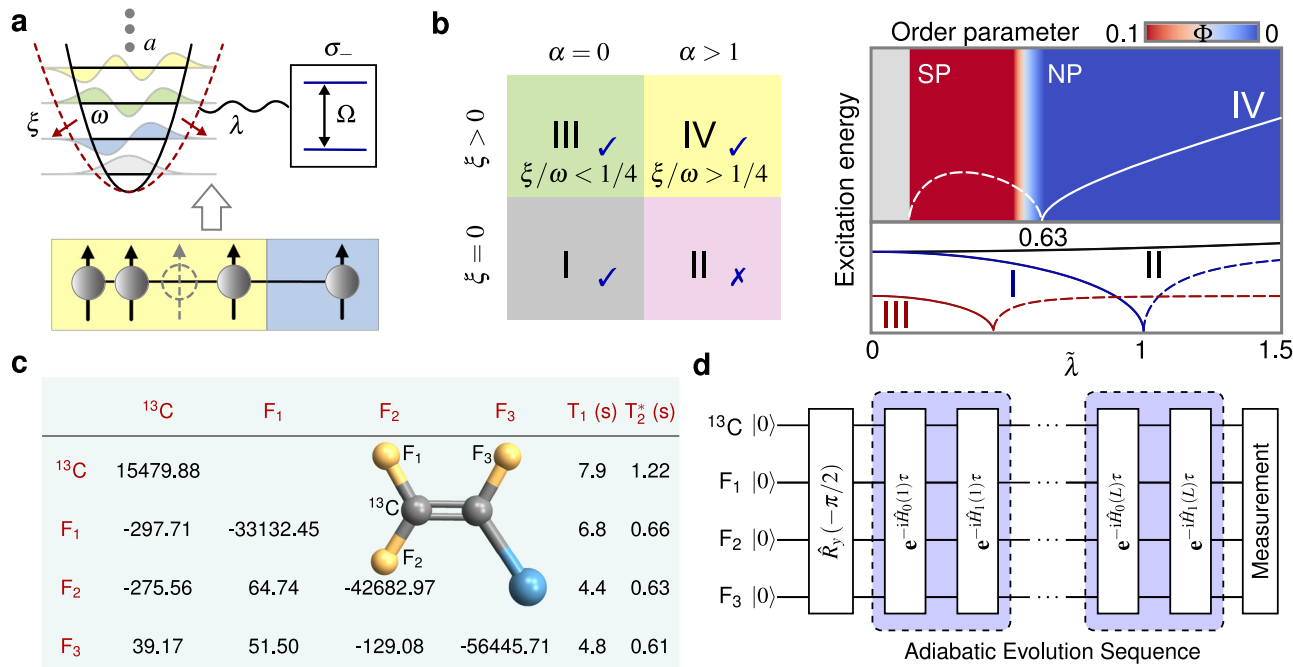 a
a
σ₋
ξ
ω
λ
Ω
b
α = 0
α > 1
ξ > 0
III ✓
ξ/ω < 1/4
IV ✓
ξ/ω > 1/4
ξ = 0
I ✓
II ✗
Order parameter
0.1 Φ 0
SP
NP
IV
Excitation energy
0.63
I
II
III
0
1
1.5
λ̃
c
¹³C F₁ F₂ F₃ T₁ (s) T₂* (s)
¹³C 15479.88 7.9 1.22
F₁ -297.71 -33132.45 6.8 0.66
F₂ -275.56 64.74 -42682.97 4.4 0.63
F₃ 39.17 51.50 -129.08 -56445.71 4.8 0.61
F₁
F₃
¹³C
F₂
d
¹³C |0⟩
F₁ |0⟩
F₂ |0⟩
F₃ |0⟩
R̂y(−π/2)
e^{−iĤ₀(1)τ}
e^{−iĤ₁(1)τ}
e^{−iĤ₀(L)τ}
e^{−iĤ₁(L)τ}
Measurement
Adiabatic Evolution Sequence